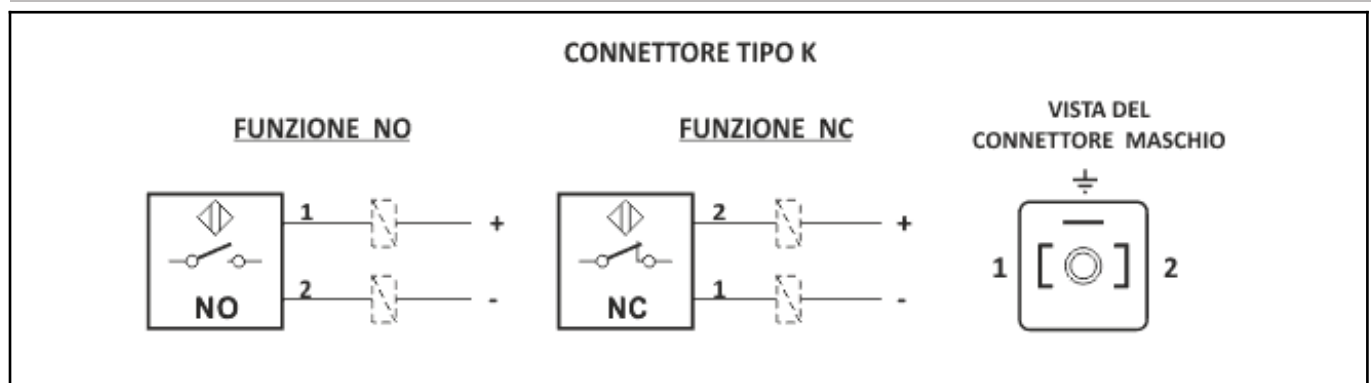 CONNETTORE TIPO K
FUNZIONE NO
1
+
2
-
NO
FUNZIONE NC
2
+
1
-
NC
VISTA DEL
CONNETTORE MASCHIO
1
2